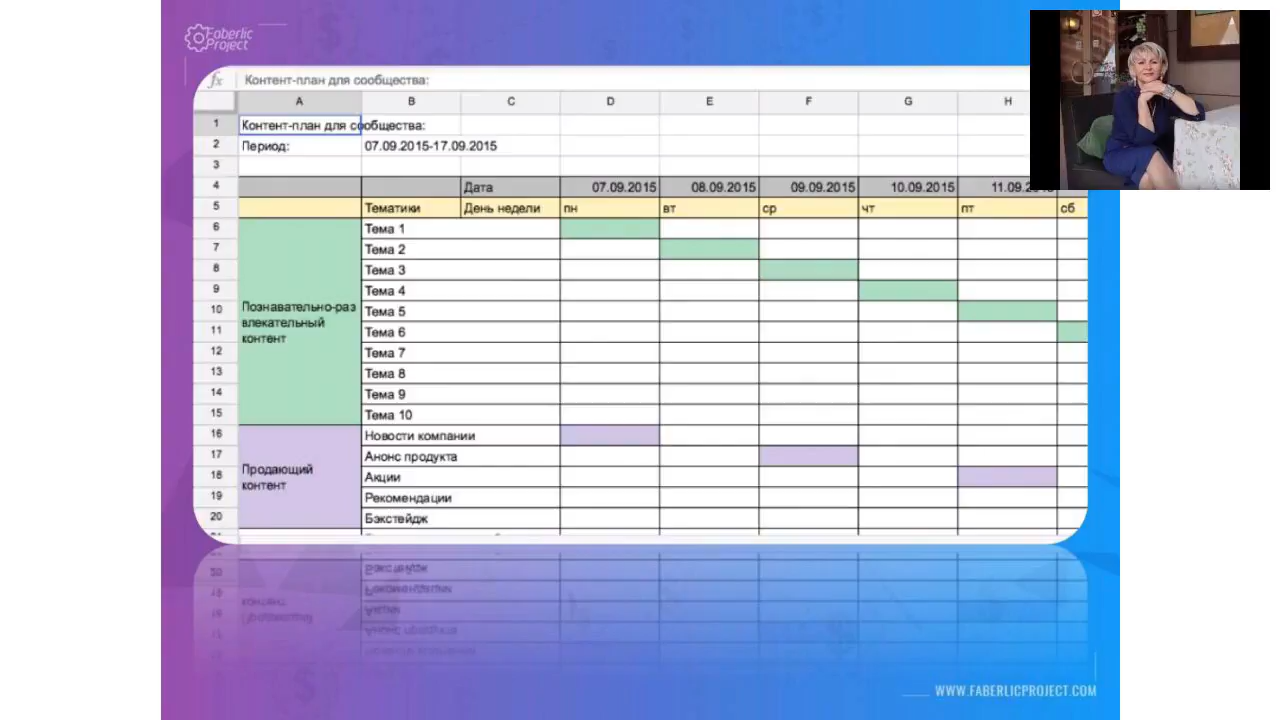 Faberlic
Project
fx Контент-план для сообщества:
A B C D E F G H
1 Контент-план для сообщества:
2 Период: 07.09.2015-17.09.2015
3
4 Дата 07.09.2015 08.09.2015 09.09.2015 10.09.2015
5 Тематики День недели пн вт ср чт пт сб
6 Тема 1
7 Тема 2
8 Тема 3
9 Тема 4
10 Тема 5
11 Тема 6
12 Тема 7
13 Тема 8
14 Тема 9
15 Тема 10
Познавательно-раз
влекательный
контент
16 Новости компании
17 Анонс продукта
18 Акции
19 Рекомендации
20 Бэкстейдж
Продающий
контент
WWW.FABERLICPROJECT.COM